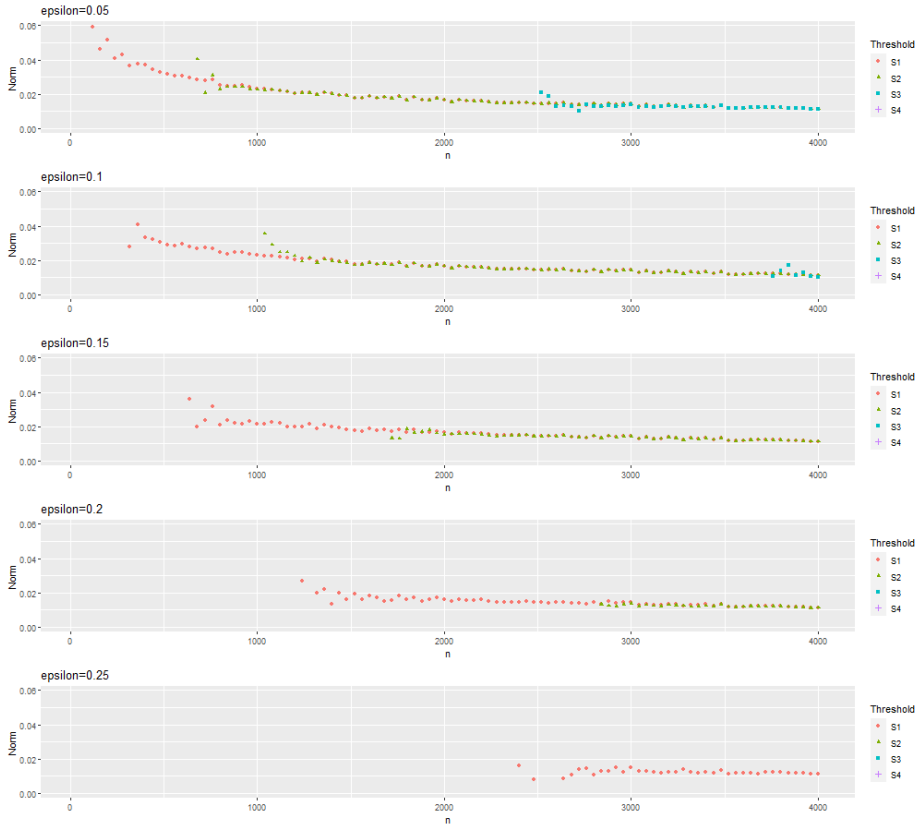 epsilon=0.05
0.06
0.04
0.02
0.00
Norm
0
1000
2000
3000
4000
n
Threshold
S1
S2
S3
S4
epsilon=0.1
0.06
0.04
0.02
0.00
Norm
0
1000
2000
3000
4000
n
Threshold
S1
S2
S3
S4
epsilon=0.15
0.06
0.04
0.02
0.00
Norm
0
1000
2000
3000
4000
n
Threshold
S1
S2
S3
S4
epsilon=0.2
0.06
0.04
0.02
0.00
Norm
0
1000
2000
3000
4000
n
Threshold
S1
S2
S3
S4
epsilon=0.25
0.06
0.04
0.02
0.00
Norm
0
1000
2000
3000
4000
n
Threshold
S1
S2
S3
S4